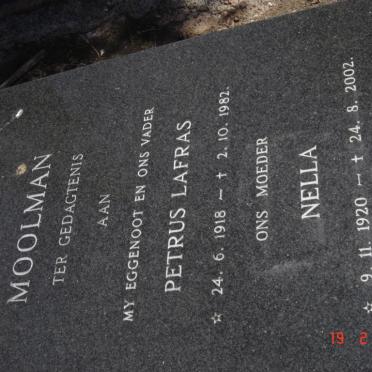 MOOLMAN
TER GEDAGTENIS
AAN
MY EGGENOOT EN ONS VADER
PETRUS LAFRAS
☆ 24. 6. 1918 — † 2. 10. 1982.
ONS MOEDER
NELLA
☆ 9. 11. 1920 — † 24. 8. 2002.
19 2